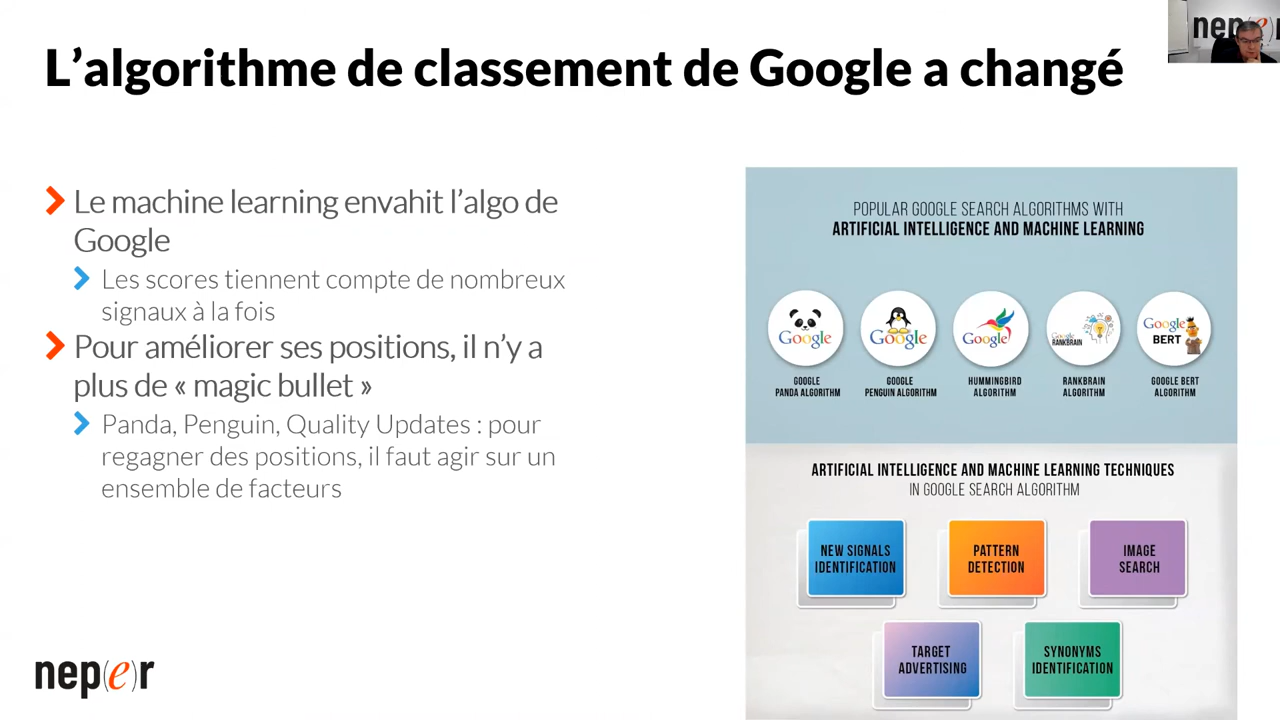 L’algorithme de classement de Google a changé
Le machine learning envahit l’algo de
Google
Les scores tiennent compte de nombreux
signaux à la fois
Pour améliorer ses positions, il n’y a
plus de « magic bullet »
Panda, Penguin, Quality Updates : pour
regagner des positions, il faut agir sur un
ensemble de facteurs
nep(e)r
POPULAR GOOGLE SEARCH ALGORITHMS WITH
ARTIFICIAL INTELLIGENCE AND MACHINE LEARNING
Google
Google
Google
Google
RANKBRAIN
Google
BERT
GOOGLE
PANDA ALGORITHM
GOOGLE
PENGUIN ALGORITHM
HUMMINGBIRD
ALGORITHM
RANKBRAIN
ALGORITHM
GOOGLE BERT
ALGORITHM
ARTIFICIAL INTELLIGENCE AND MACHINE LEARNING TECHNIQUES
IN GOOGLE SEARCH ALGORITHM
NEW SIGNALS
IDENTIFICATION
PATTERN
DETECTION
IMAGE
SEARCH
TARGET
ADVERTISING
SYNONYMS
IDENTIFICATION